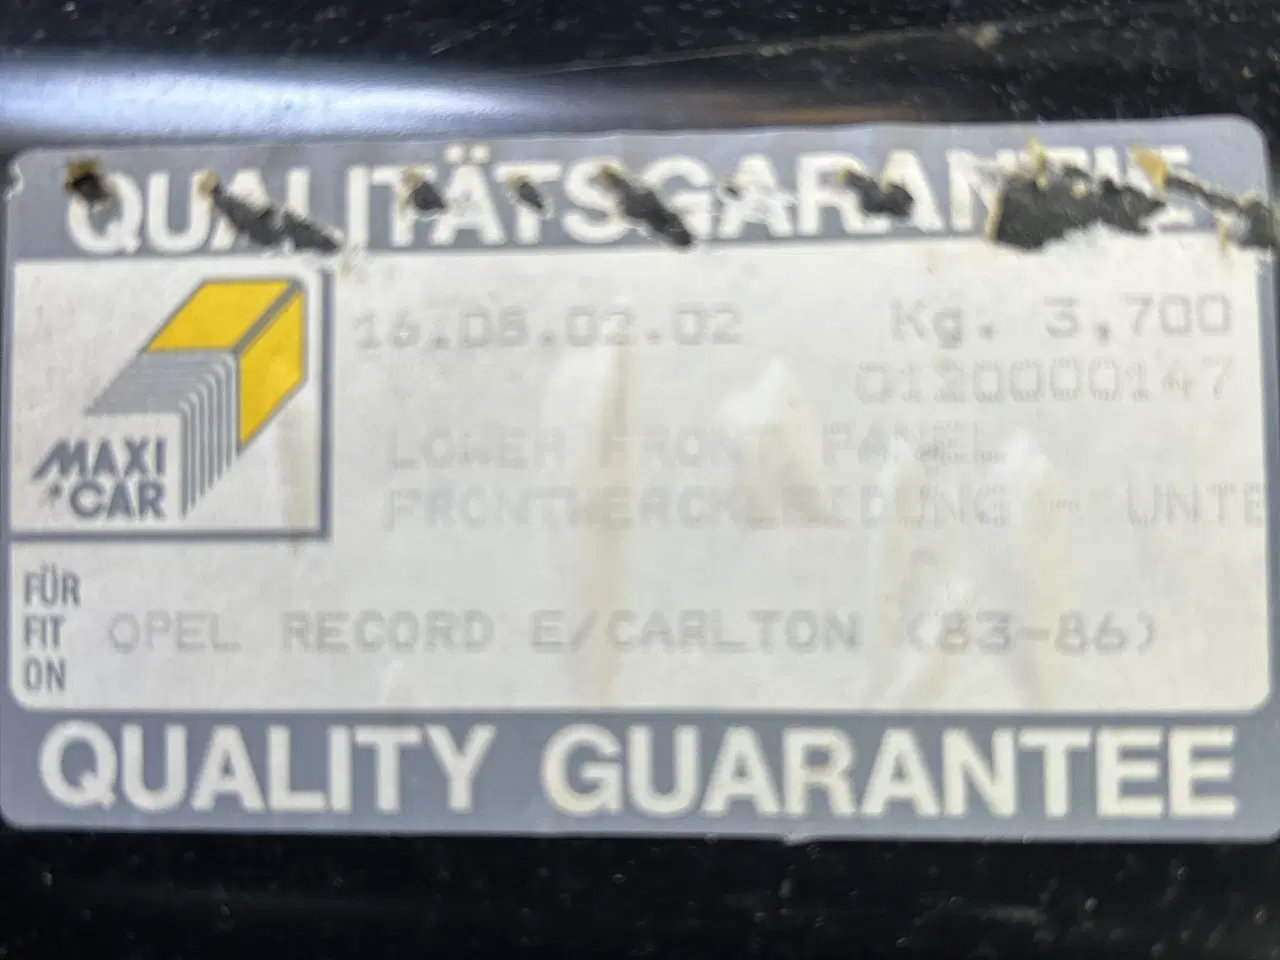 QUALITÄTSGARANTIE
16.05.02.02 Kg. 3,700
0120000147
LOWER FRONT PANEL
MAXI
CAR
FRONTWERCKLEIDUNG - UNTE
FÜR
FIT
ON
OPEL RECORD E/CARLTON (83-86)
QUALITY GUARANTEE